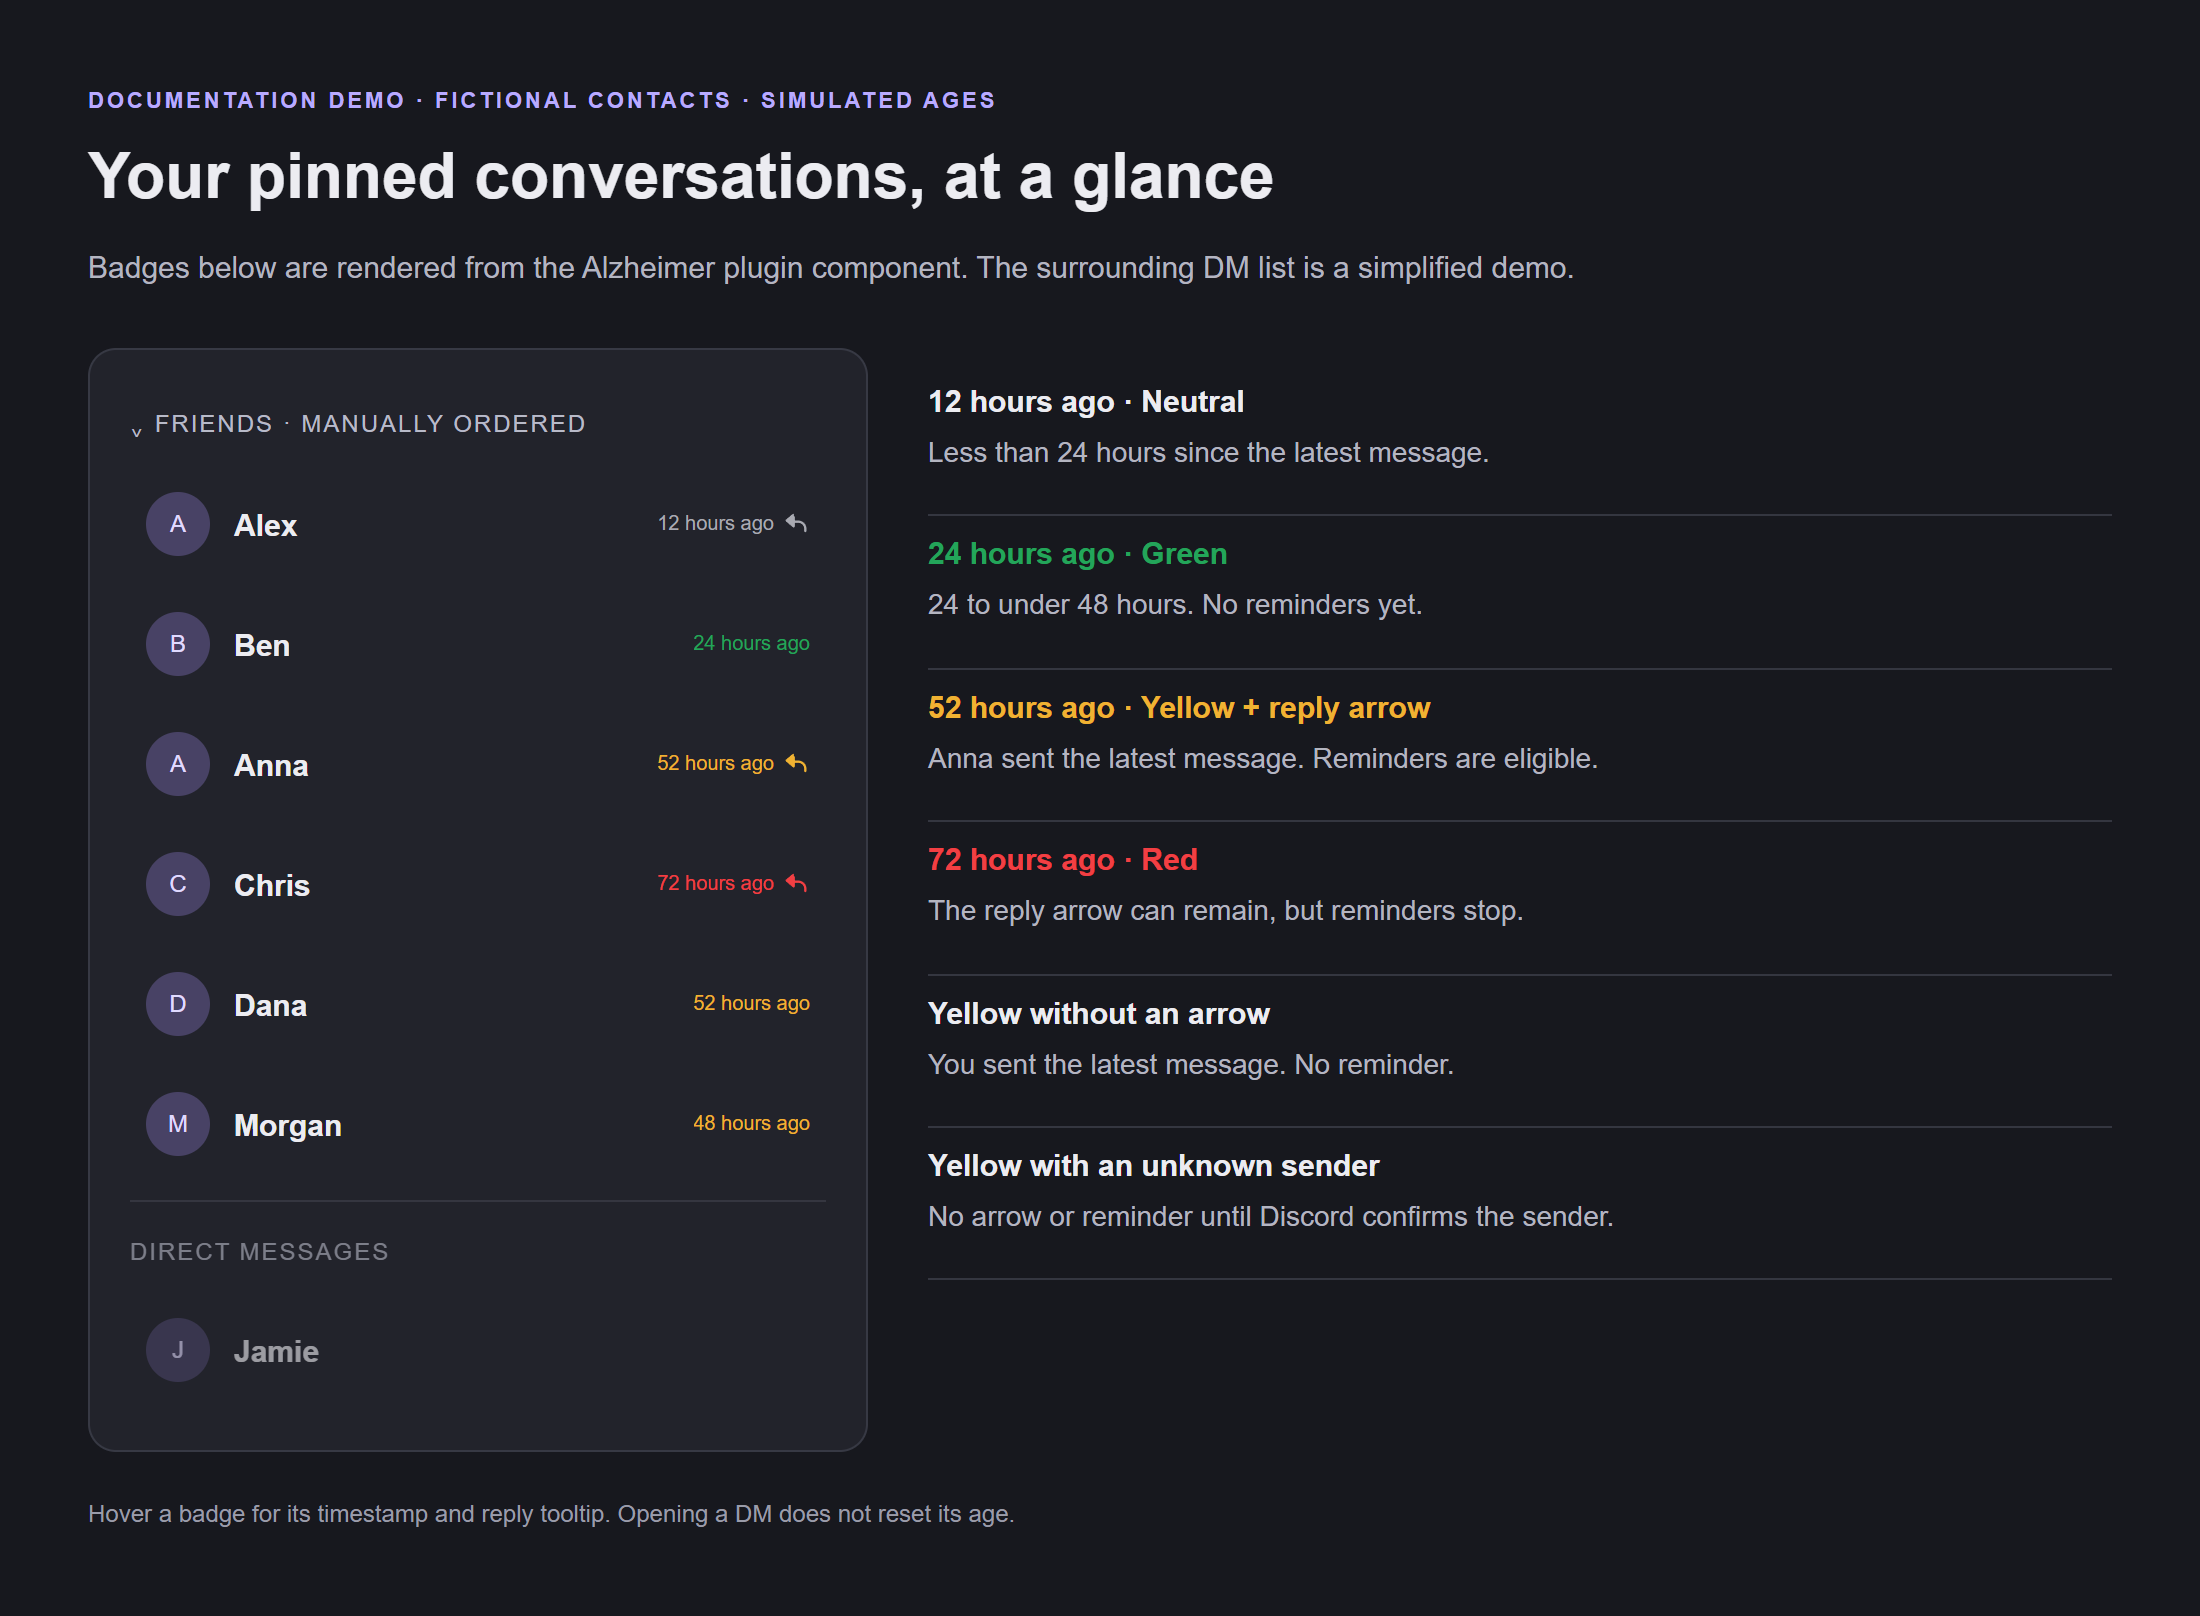 DOCUMENTATION DEMO · FICTIONAL CONTACTS · SIMULATED AGES
Your pinned conversations, at a glance
Badges below are rendered from the Alzheimer plugin component. The surrounding DM list is a simplified demo.
FRIENDS · MANUALLY ORDERED
A Alex 12 hours ago
B Ben 24 hours ago
A Anna 52 hours ago
C Chris 72 hours ago
D Dana 52 hours ago
M Morgan 48 hours ago
DIRECT MESSAGES
J Jamie
12 hours ago · Neutral
Less than 24 hours since the latest message.
24 hours ago · Green
24 to under 48 hours. No reminders yet.
52 hours ago · Yellow + reply arrow
Anna sent the latest message. Reminders are eligible.
72 hours ago · Red
The reply arrow can remain, but reminders stop.
Yellow without an arrow
You sent the latest message. No reminder.
Yellow with an unknown sender
No arrow or reminder until Discord confirms the sender.
Hover a badge for its timestamp and reply tooltip. Opening a DM does not reset its age.